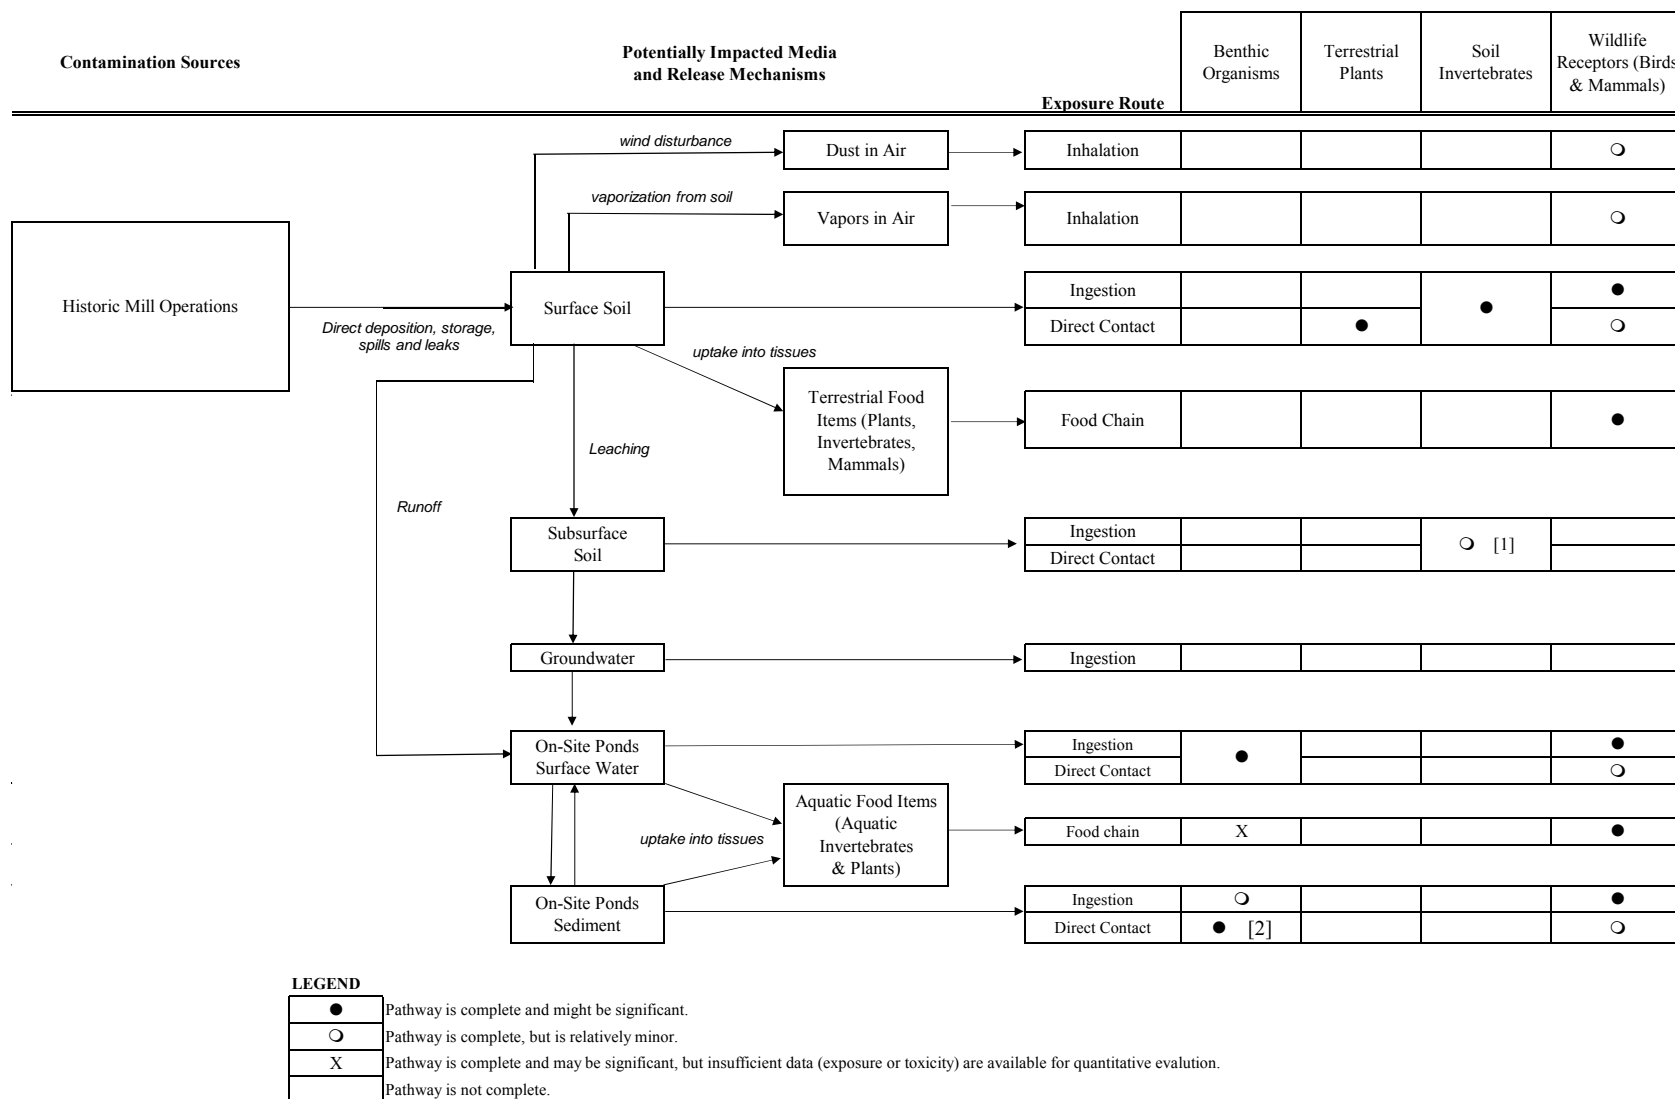 Contamination Sources
Potentially Impacted Media
and Release Mechanisms
Exposure Route
Benthic
Organisms
Terrestrial
Plants
Soil
Invertebrates
Wildlife
Receptors (Birds
& Mammals)
wind disturbance
Dust in Air
Inhalation
vaporization from soil
Vapors in Air
Inhalation
Historic Mill Operations
Direct deposition, storage,
spills and leaks
Surface Soil
Ingestion
Direct Contact
uptake into tissues
Terrestrial Food
Items (Plants,
Invertebrates,
Mammals)
Food Chain
Leaching
Runoff
Subsurface
Soil
Ingestion
Direct Contact
[1]
Groundwater
Ingestion
On-Site Ponds
Surface Water
Ingestion
Direct Contact
Aquatic Food Items
(Aquatic
Invertebrates
& Plants)
uptake into tissues
Food chain
X
On-Site Ponds
Sediment
Ingestion
Direct Contact
[2]
LEGEND
Pathway is complete and might be significant.
Pathway is complete, but is relatively minor.
X Pathway is complete and may be significant, but insufficient data (exposure or toxicity) are available for quantitative evalution.
Pathway is not complete.